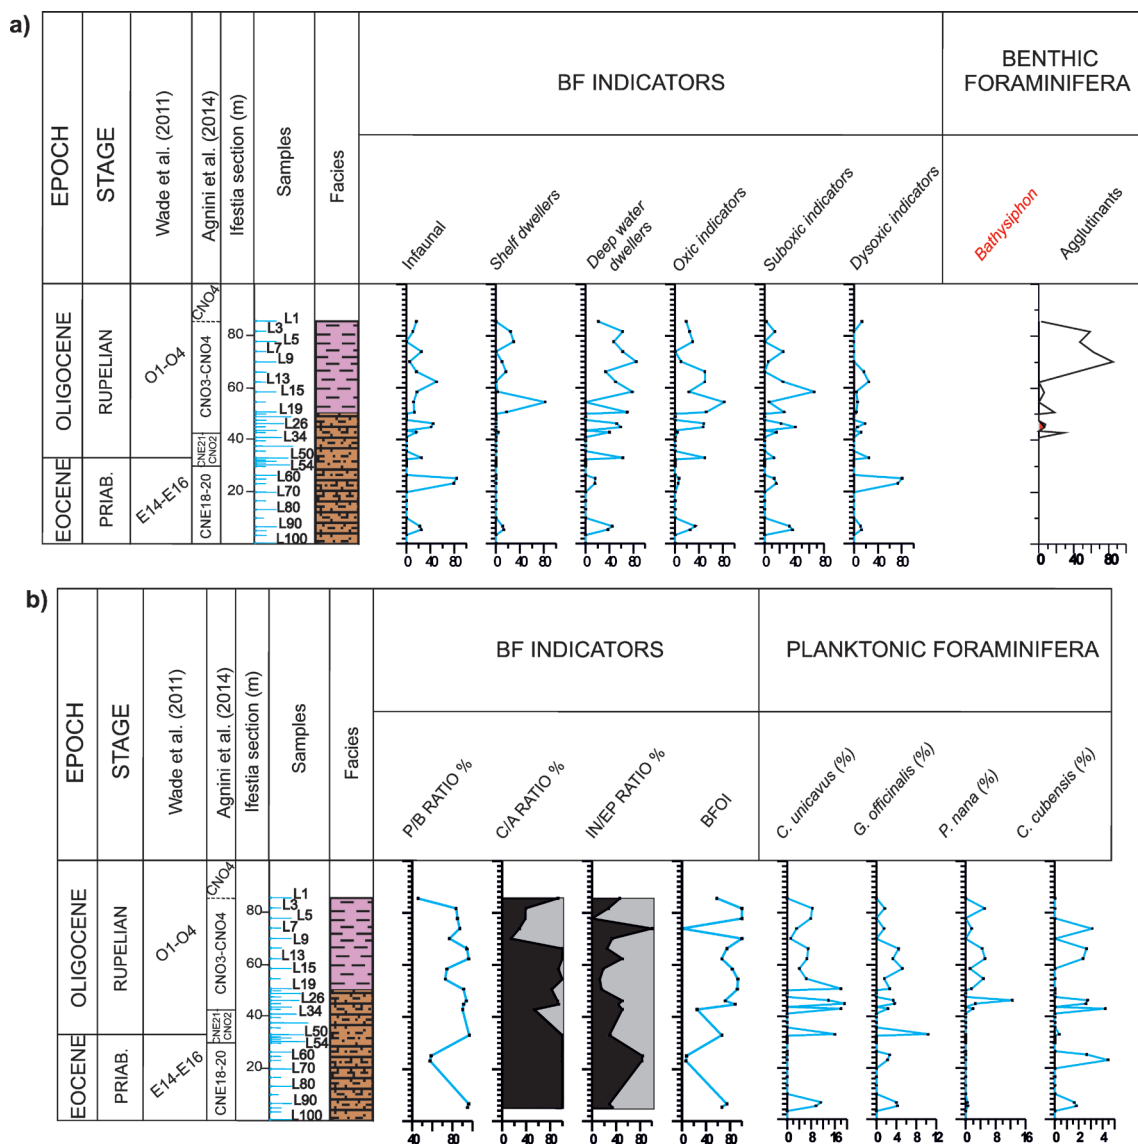 a)
EPOCH
STAGE
Wade et al. (2011)
Agnini et al. (2014)
Ifestia section (m)
Samples
Facies
BF INDICATORS
BENTHIC
FORAMINIFERA
Infaunal
Shelf dwellers
Deep water
dwellers
Oxic indicators
Suboxic indicators
Dysoxic indicators
Bathysiphon
Agglutinants
OLIGOCENE
EOCENE
RUPELIAN
PRIAB.
O1-O4
E14-E16
CNO4
CNO3-CNO4
CNE21-
CNO2
CNE18-20
80
60
40
20
L1
L3
L5
L7
L9
L13
L15
L19
L26
L34
L50
L54
L60
L70
L80
L90
L100
0 40 80
0 40 80
0 40 80
0 40 80
0 40 80
0 40 80
0 40 80
b)
EPOCH
STAGE
Wade et al. (2011)
Agnini et al. (2014)
Ifestia section (m)
Samples
Facies
BF INDICATORS
PLANKTONIC FORAMINIFERA
P/B RATIO %
C/A RATIO %
IN/EP RATIO %
BFOI
C. unicavus (%)
G. officinalis (%)
P. nana (%)
C. cubensis (%)
OLIGOCENE
EOCENE
RUPELIAN
PRIAB.
O1-O4
E14-E16
CNO4
CNO3-CNO4
CNE21-
CNO2
CNE18-20
80
60
40
20
L1
L3
L5
L7
L9
L13
L15
L19
L26
L34
L50
L54
L60
L70
L80
L90
L100
40 80
0 40 80
0 40 80
0 40 80
0 8 16
0 4 8 12
0 8 16
0 2 4